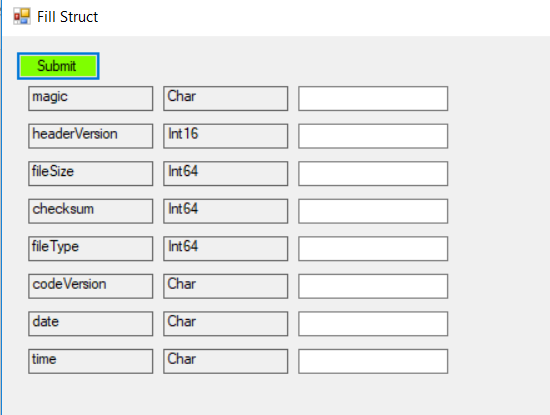 Fill Struct
Submit
magic Char
headerVersion Int16
fileSize Int64
checksum Int64
fileType Int64
codeVersion Char
date Char
time Char